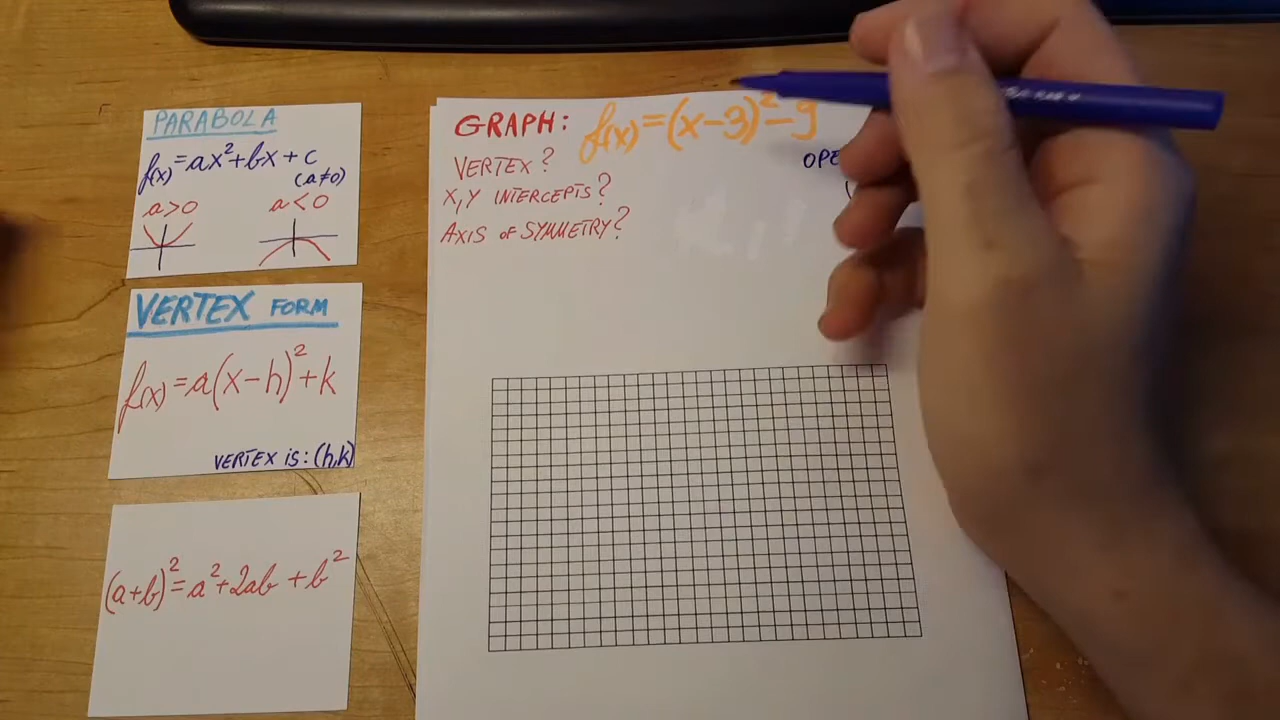 PARABOLA
f(x)=ax²+bx+c
(a≠0)
a>0 a<0
VERTEX FORM
f(x)=a(x-h)²+k
VERTEX is: (h,k)
(a+b)²=a²+2ab+b²
GRAPH: f(x)=(x-3)²-9
VERTEX?
X,Y INTERCEPTS?
AXIS of SYMMETRY?